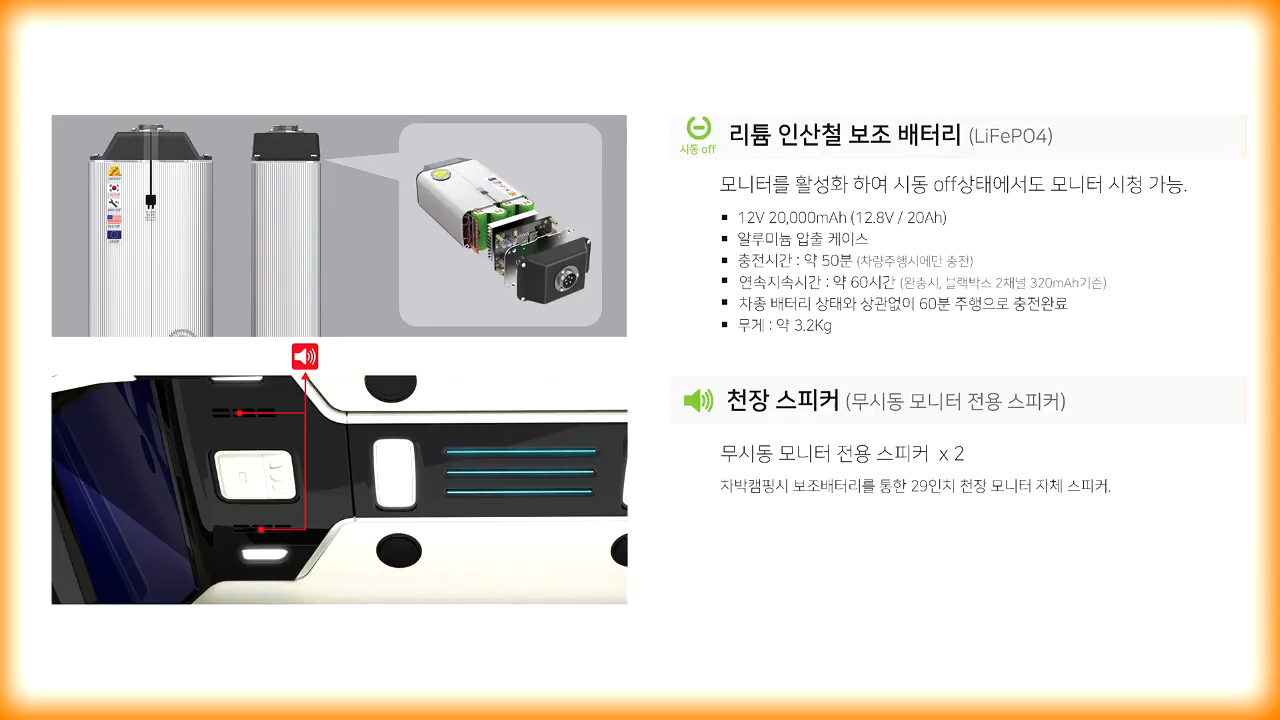 시동 off
리튬 인산철 보조 배터리 (LiFePO4)
모니터를 활성화 하여 시동 off상태에서도 모니터 시청 가능.
▪ 12V 20,000mAh (12.8V / 20Ah)
▪ 알루미늄 압출 케이스
▪ 충전시간 : 약 50분 (차량주행시에만 충전)
▪ 연속지속시간 : 약 60시간 (완충시, 블랙박스 2채널 320mAh기준)
▪ 차종 배터리 상태와 상관없이 60분 주행으로 충전완료
▪ 무게 : 약 3.2Kg
천장 스피커 (무시동 모니터 전용 스피커)
무시동 모니터 전용 스피커 x 2
차박캠핑시 보조배터리를 통한 29인치 천장 모니터 자체 스피커.